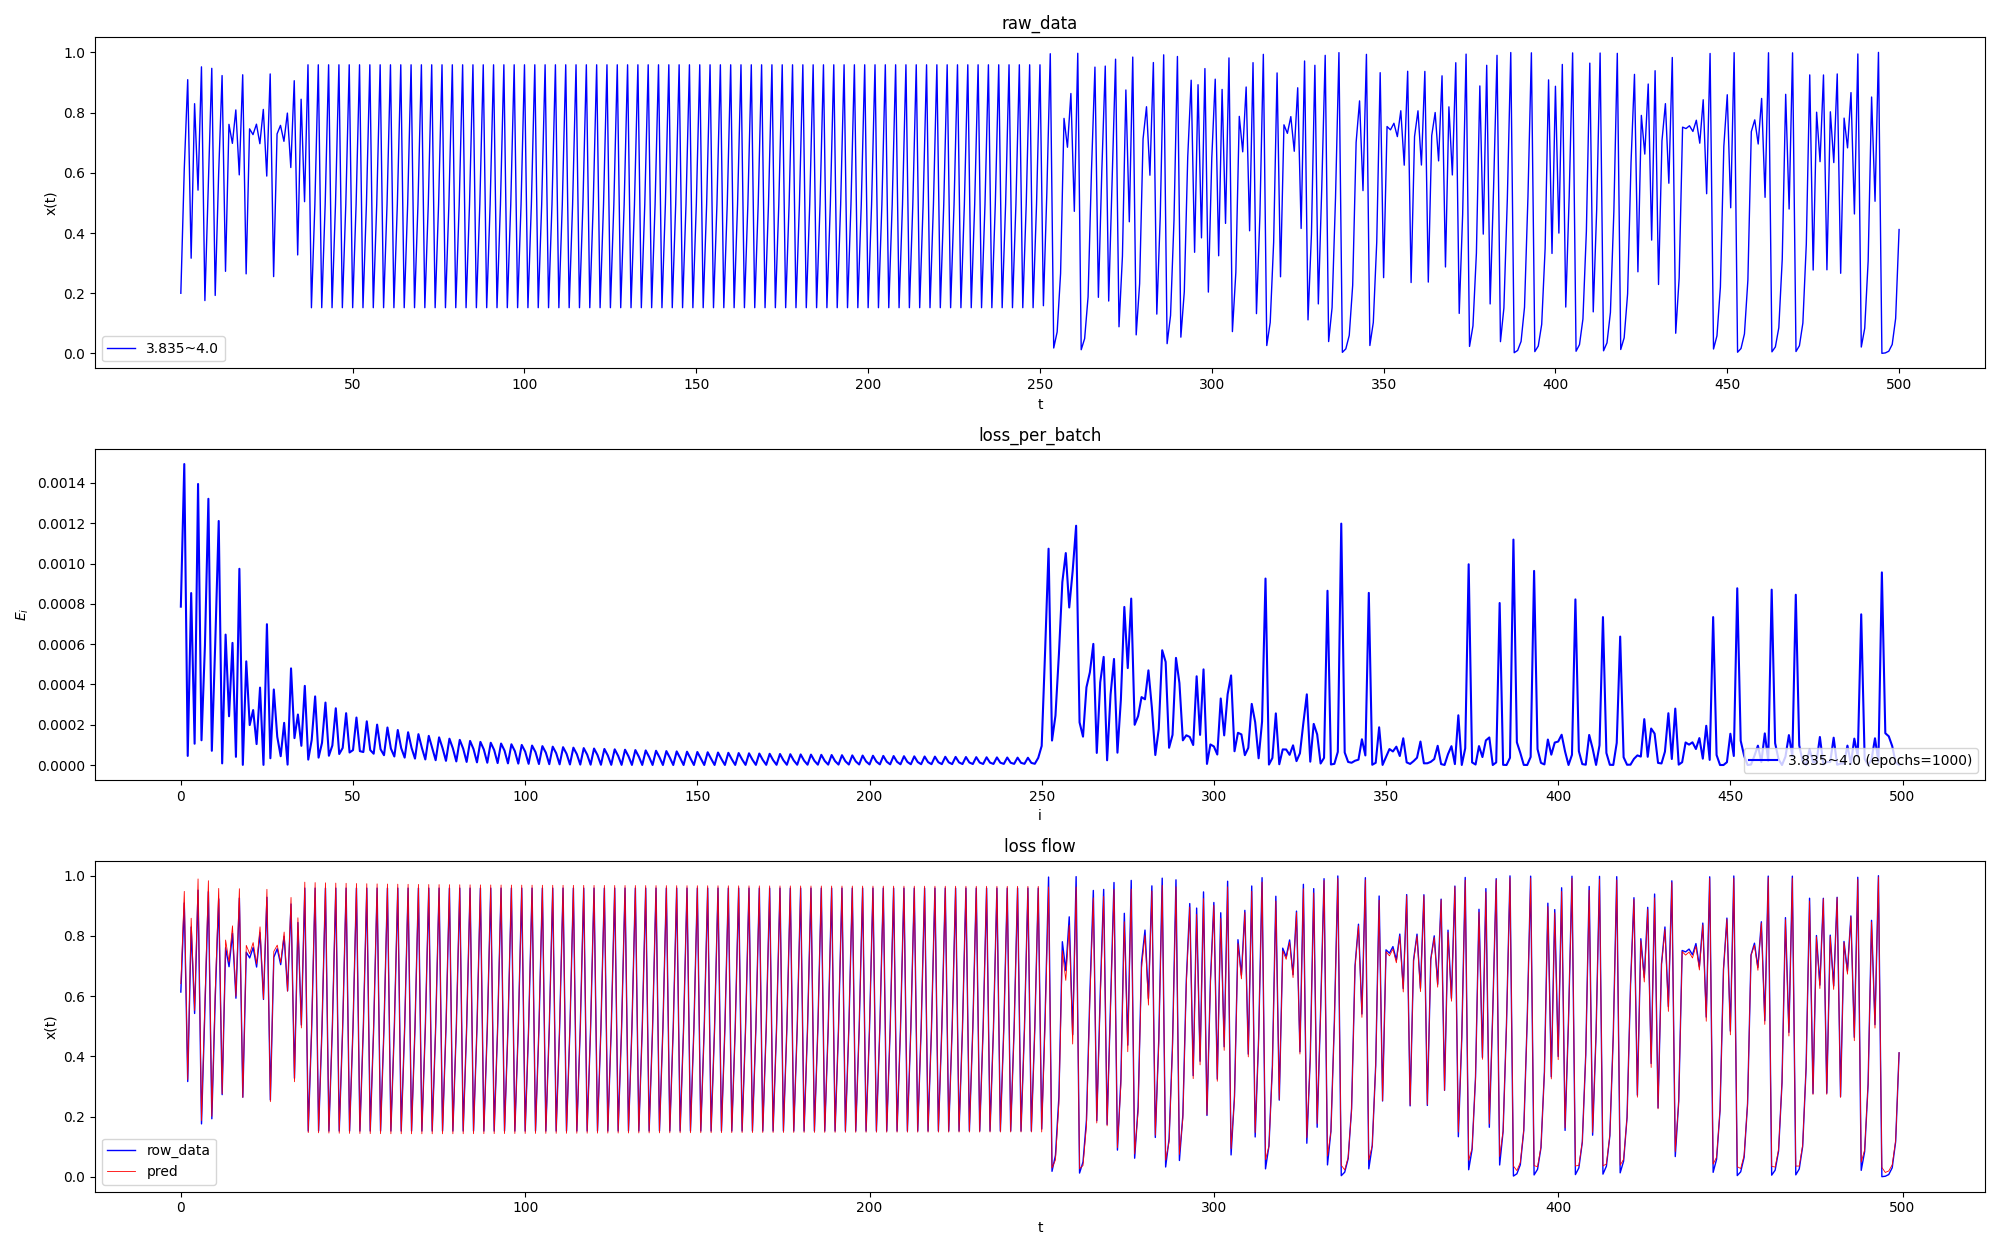 raw_data
x(t)
1.0
0.8
0.6
0.4
0.2
0.0
3.835~4.0
50 100 150 200 250 300 350 400 450 500
t
loss_per_batch
E_i
0.0014
0.0012
0.0010
0.0008
0.0006
0.0004
0.0002
0.0000
3.835~4.0 (epochs=1000)
0 50 100 150 200 250 300 350 400 450 500
i
loss flow
x(t)
1.0
0.8
0.6
0.4
0.2
0.0
row_data
pred
0 100 200 300 400 500
t